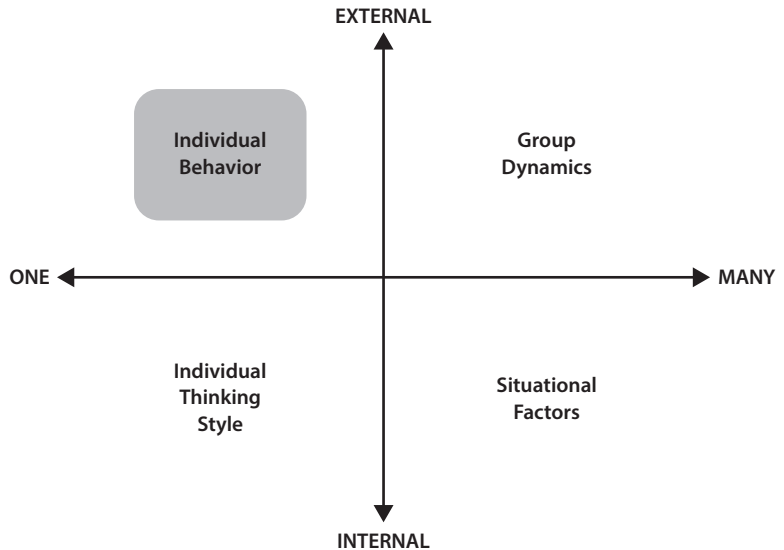 EXTERNAL
Individual
Behavior
Group
Dynamics
ONE
MANY
Individual
Thinking
Style
Situational
Factors
INTERNAL